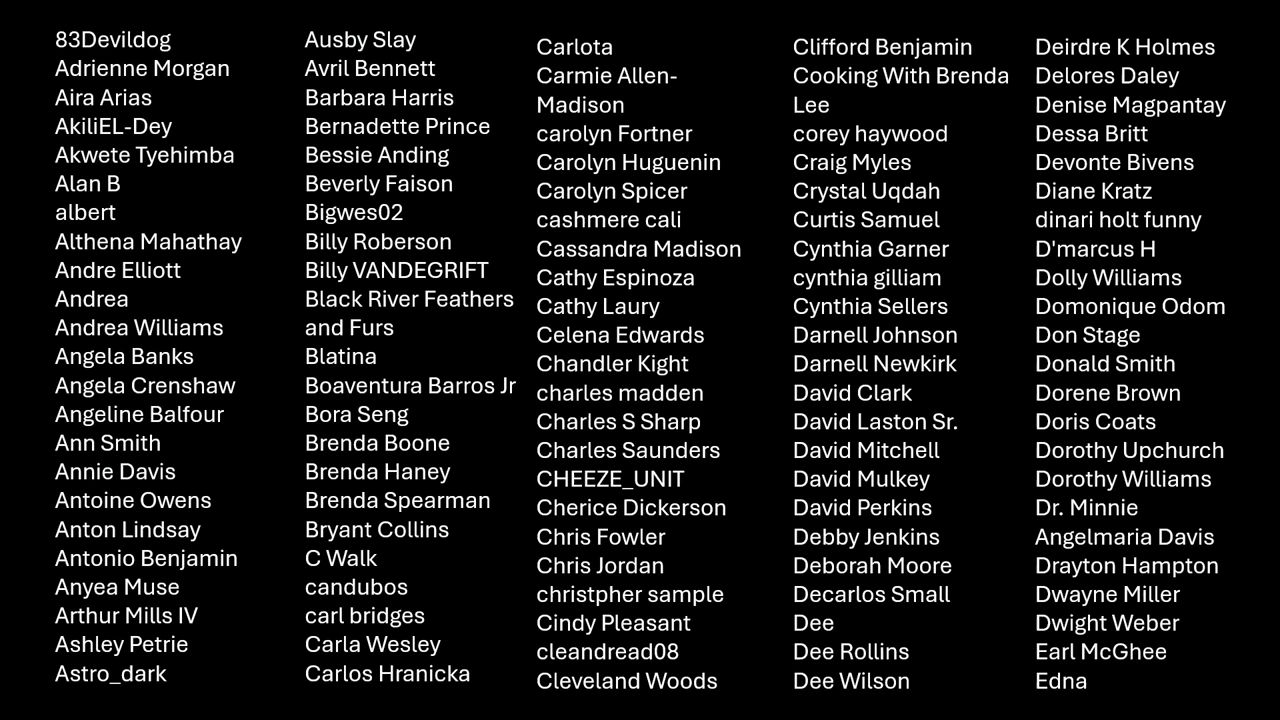 83Devildog
Adrienne Morgan
Aira Arias
AkiliEL-Dey
Akwete Tyehimba
Alan B
albert
Althena Mahathay
Andre Elliott
Andrea
Andrea Williams
Angela Banks
Angela Crenshaw
Angeline Balfour
Ann Smith
Annie Davis
Antoine Owens
Anton Lindsay
Antonio Benjamin
Anyea Muse
Arthur Mills IV
Ashley Petrie
Astro_dark
Ausby Slay
Avril Bennett
Barbara Harris
Bernadette Prince
Bessie Anding
Beverly Faison
Bigwes02
Billy Roberson
Billy VANDEGRIFT
Black River Feathers
and Furs
Blatina
Boaventura Barros Jr
Bora Seng
Brenda Boone
Brenda Haney
Brenda Spearman
Bryant Collins
C Walk
candubos
carl bridges
Carla Wesley
Carlos Hranicka
Carlota
Carmie Allen-
Madison
carolyn Fortner
Carolyn Huguenin
Carolyn Spicer
cashmere cali
Cassandra Madison
Cathy Espinoza
Cathy Laury
Celena Edwards
Chandler Kight
charles madden
Charles S Sharp
Charles Saunders
CHEEZE_UNIT
Cherice Dickerson
Chris Fowler
Chris Jordan
christpher sample
Cindy Pleasant
cleandread08
Cleveland Woods
Clifford Benjamin
Cooking With Brenda
Lee
corey haywood
Craig Myles
Crystal Uqdah
Curtis Samuel
Cynthia Garner
cynthia gilliam
Cynthia Sellers
Darnell Johnson
Darnell Newkirk
David Clark
David Laston Sr.
David Mitchell
David Mulkey
David Perkins
Debby Jenkins
Deborah Moore
Decarlos Small
Dee
Dee Rollins
Dee Wilson
Deirdre K Holmes
Delores Daley
Denise Magpantay
Dessa Britt
Devonte Bivens
Diane Kratz
dinari holt funny
D'marcus H
Dolly Williams
Domonique Odom
Don Stage
Donald Smith
Dorene Brown
Doris Coats
Dorothy Upchurch
Dorothy Williams
Dr. Minnie
Angelmaria Davis
Drayton Hampton
Dwayne Miller
Dwight Weber
Earl McGhee
Edna